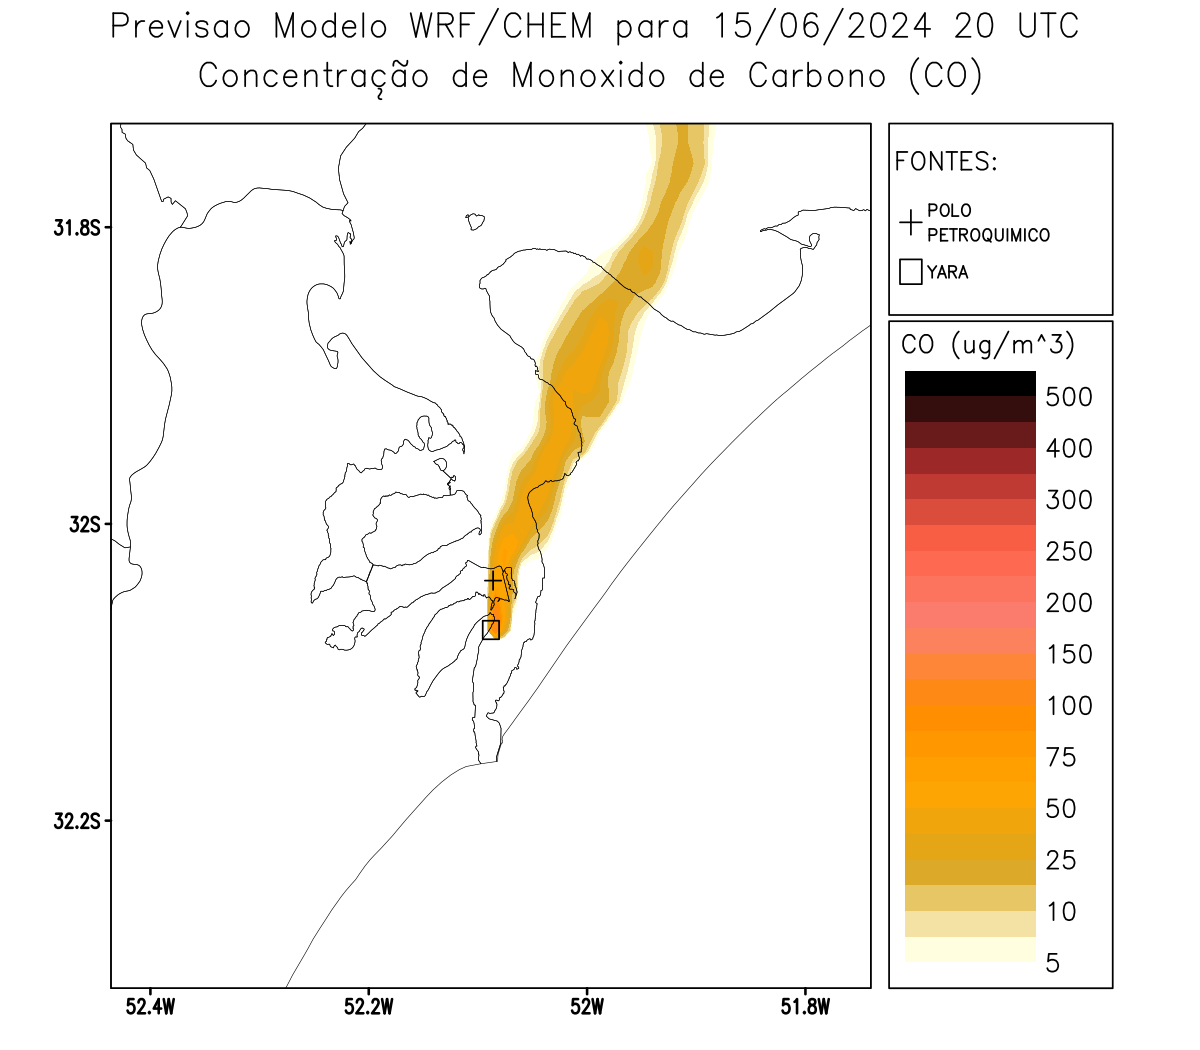 Previsao Modelo WRF/CHEM para 15/06/2024 20 UTC
Concentração de Monoxido de Carbono (CO)
FONTES:
POLO
PETROQUIMICO
YARA
CO (ug/m^3)
500
400
300
250
200
150
100
75
50
25
10
5
31.8S
32S
32.2S
52.4W
52.2W
52W
51.8W